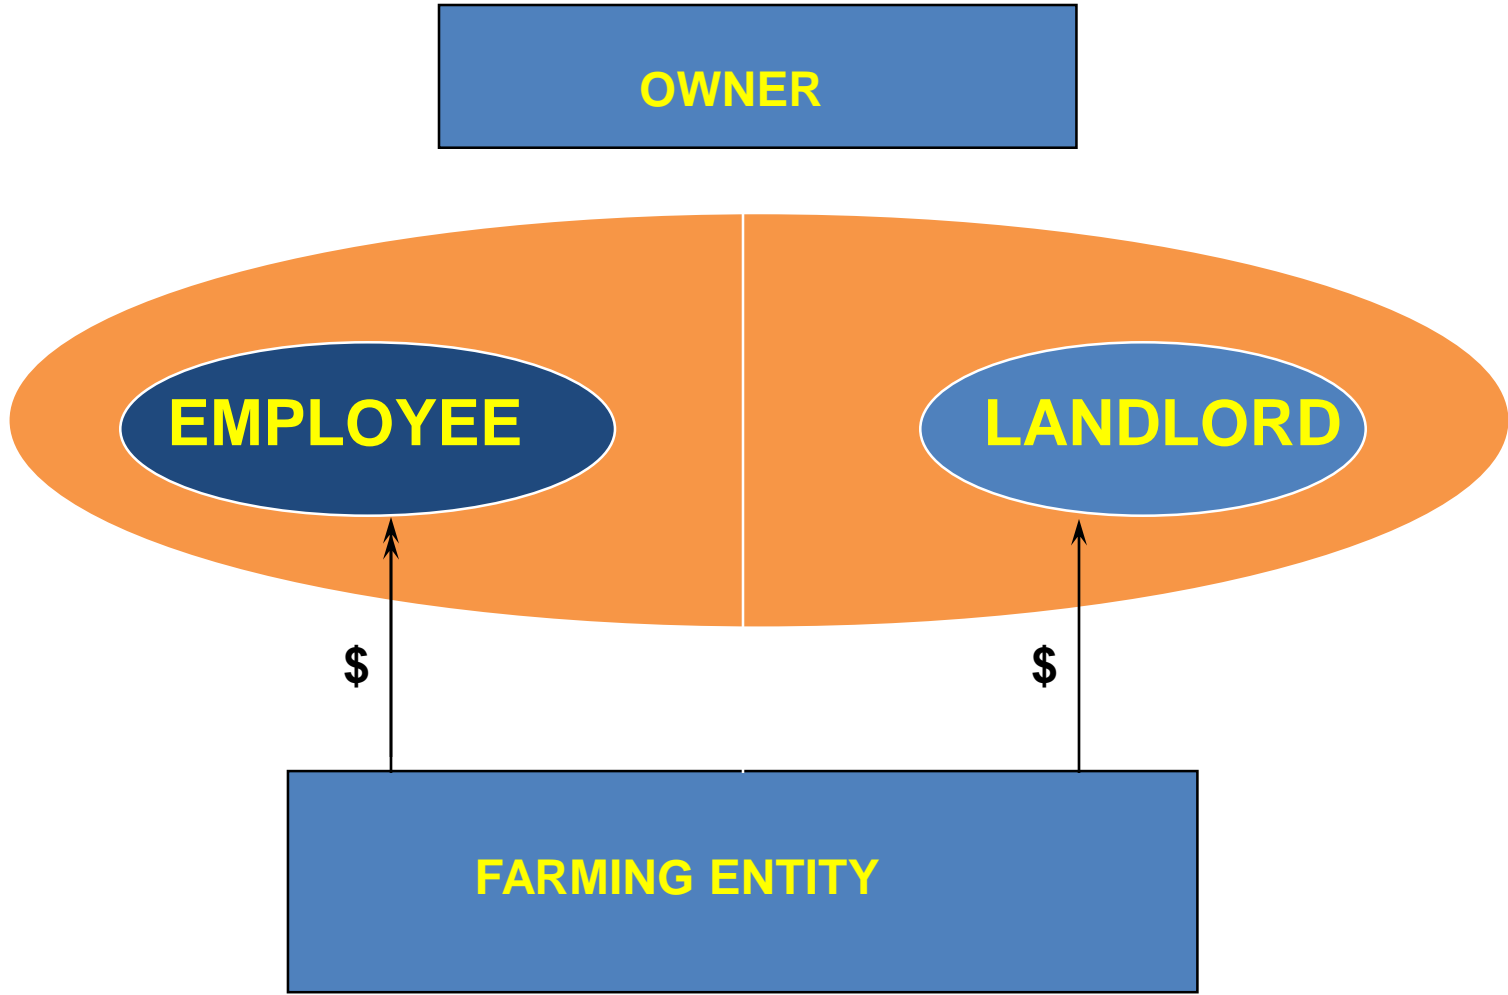 OWNER
EMPLOYEE
LANDLORD
$
$
FARMING ENTITY